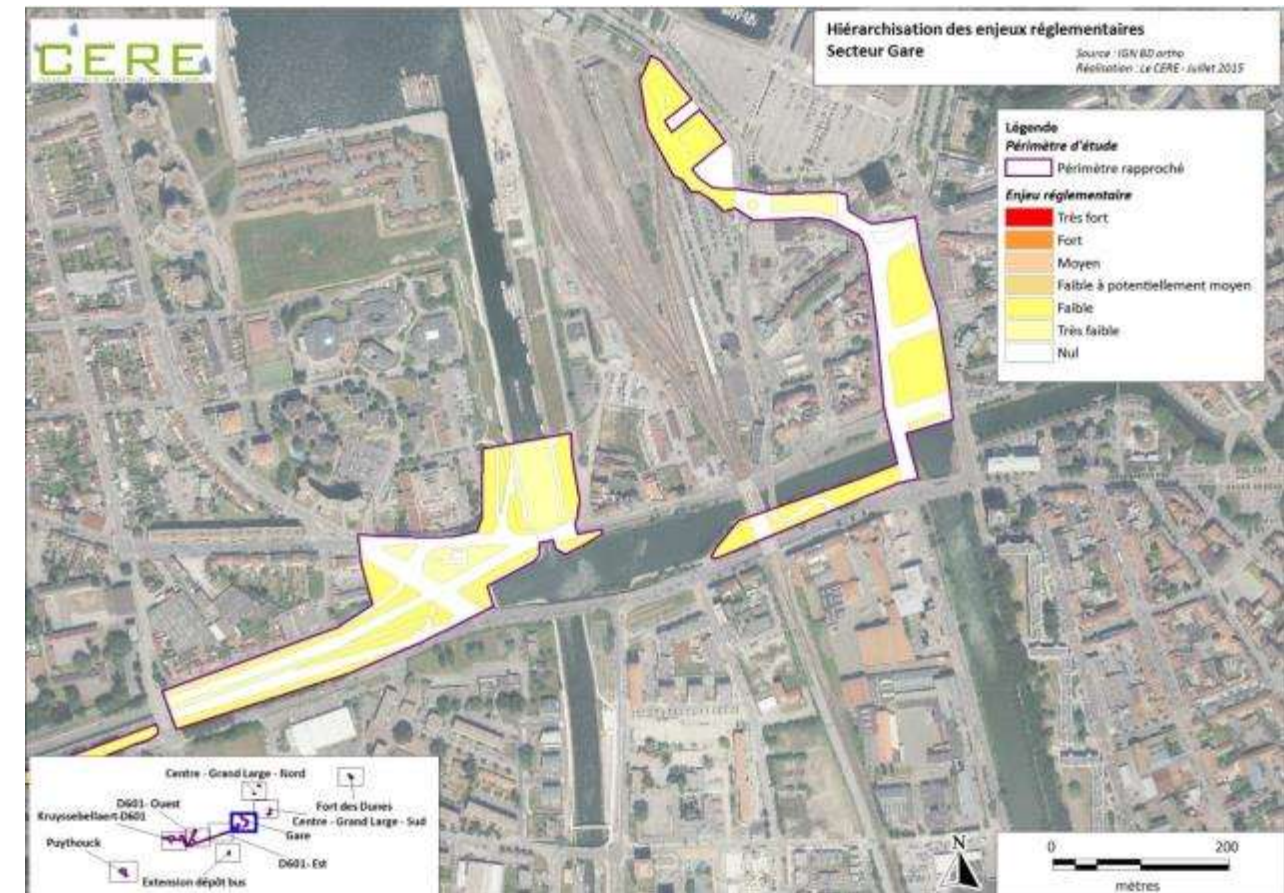 CERE
Hiérarchisation des enjeux réglementaires
Secteur Gare
Source : IGN BD ortho
Réalisation : Le CERE - Juillet 2015
Légende
Périmètre d'étude
Périmètre rapproché
Enjeu réglementaire
Très fort
Fort
Moyen
Faible à potentiellement moyen
Faible
Très faible
Nul
Centre - Grand Large - Nord
Fort des Dunes
D601- Ouest
Centre - Grand Large - Sud
Kruyssebellaert-D601
Gare
Puythouck
D601- Est
Extension dépôt bus
N
0 200
mètres